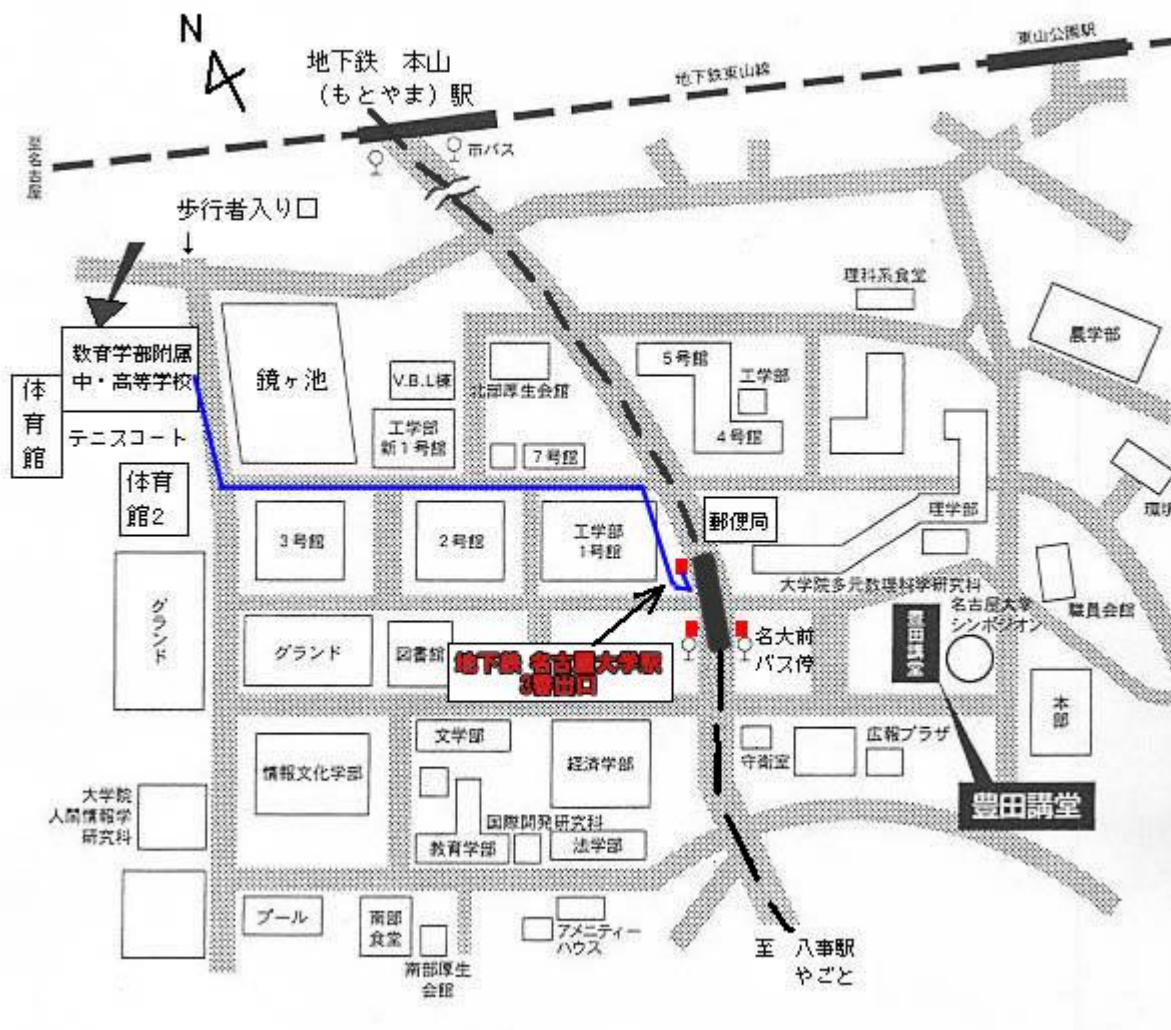 N
地下鉄 本山
(もとやま)駅
東山公園駅
地下鉄東山線
至名古屋
市バス
歩行者入り口
↓
理科系食堂
農学部
教育学部附属
中・高等学校
体育館
テニスコート
体育
館2
鏡ヶ池
V.B.L棟
工学部
新1号館
北部厚生会館
7号館
5号館
工学部
4号館
郵便局
理学部
3号館
2号館
工学部
1号館
大学院多元数理科学研究科
職員会館
グランド
グランド
図書館
地下鉄 名古屋大学駅
3番出口
名大前
バス停
豊田講堂
名古屋大学
シンポジオン
本部
情報文化学部
文学部
経済学部
守衛室
広報プラザ
豊田講堂
大学院
人間情報学
研究科
国際開発研究科
教育学部
法学部
プール
南部
食堂
南部厚生
会館
アメニティー
ハウス
至 八事駅
やごと